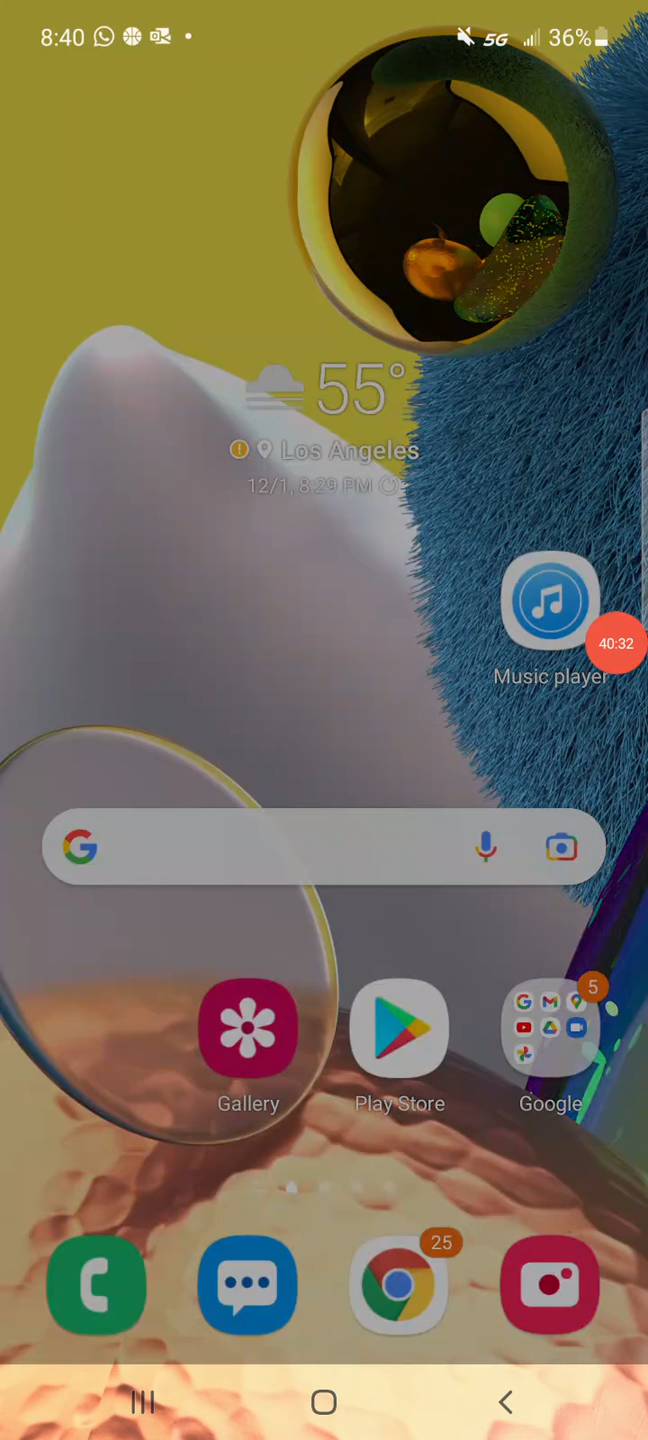 8:40 5G 36%
55°
Los Angeles
12/1, 8:29 PM
40:32
Music player
5
Gallery Play Store Google
25